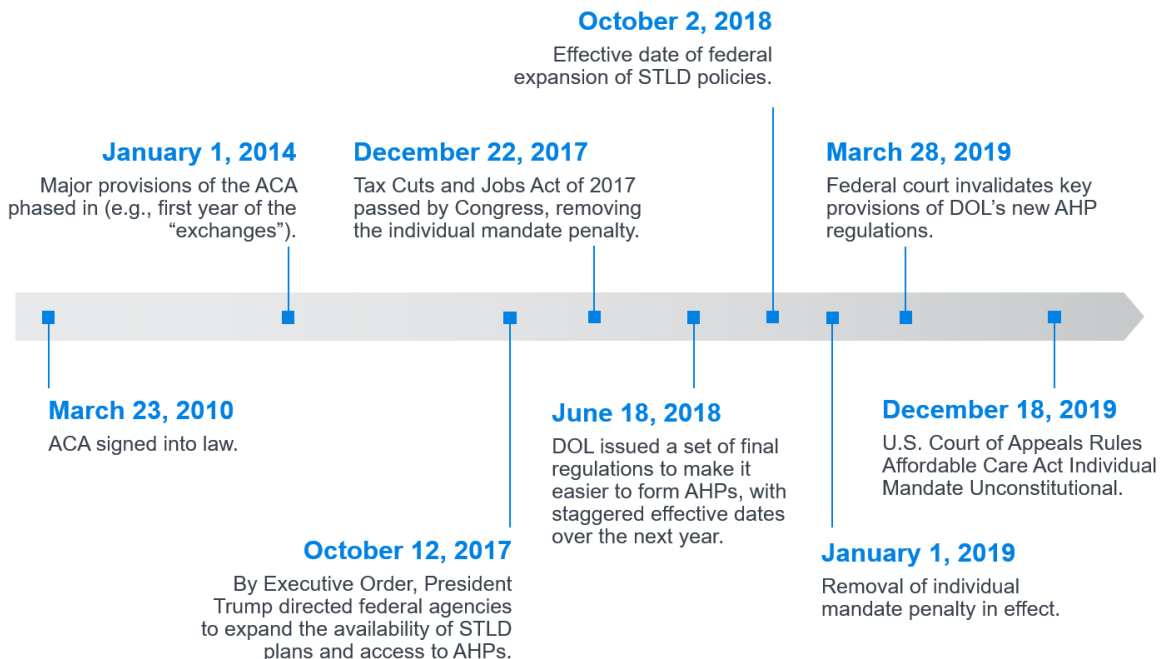 October 2, 2018
Effective date of federal
expansion of STLD policies.
January 1, 2014
Major provisions of the ACA
phased in (e.g., first year of the
“exchanges”).
December 22, 2017
Tax Cuts and Jobs Act of 2017
passed by Congress, removing
the individual mandate penalty.
March 28, 2019
Federal court invalidates key
provisions of DOL’s new AHP
regulations.
March 23, 2010
ACA signed into law.
October 12, 2017
By Executive Order, President
Trump directed federal agencies
to expand the availability of STLD
plans and access to AHPs.
June 18, 2018
DOL issued a set of final
regulations to make it
easier to form AHPs, with
staggered effective dates
over the next year.
January 1, 2019
Removal of individual
mandate penalty in effect.
December 18, 2019
U.S. Court of Appeals Rules
Affordable Care Act Individual
Mandate Unconstitutional.